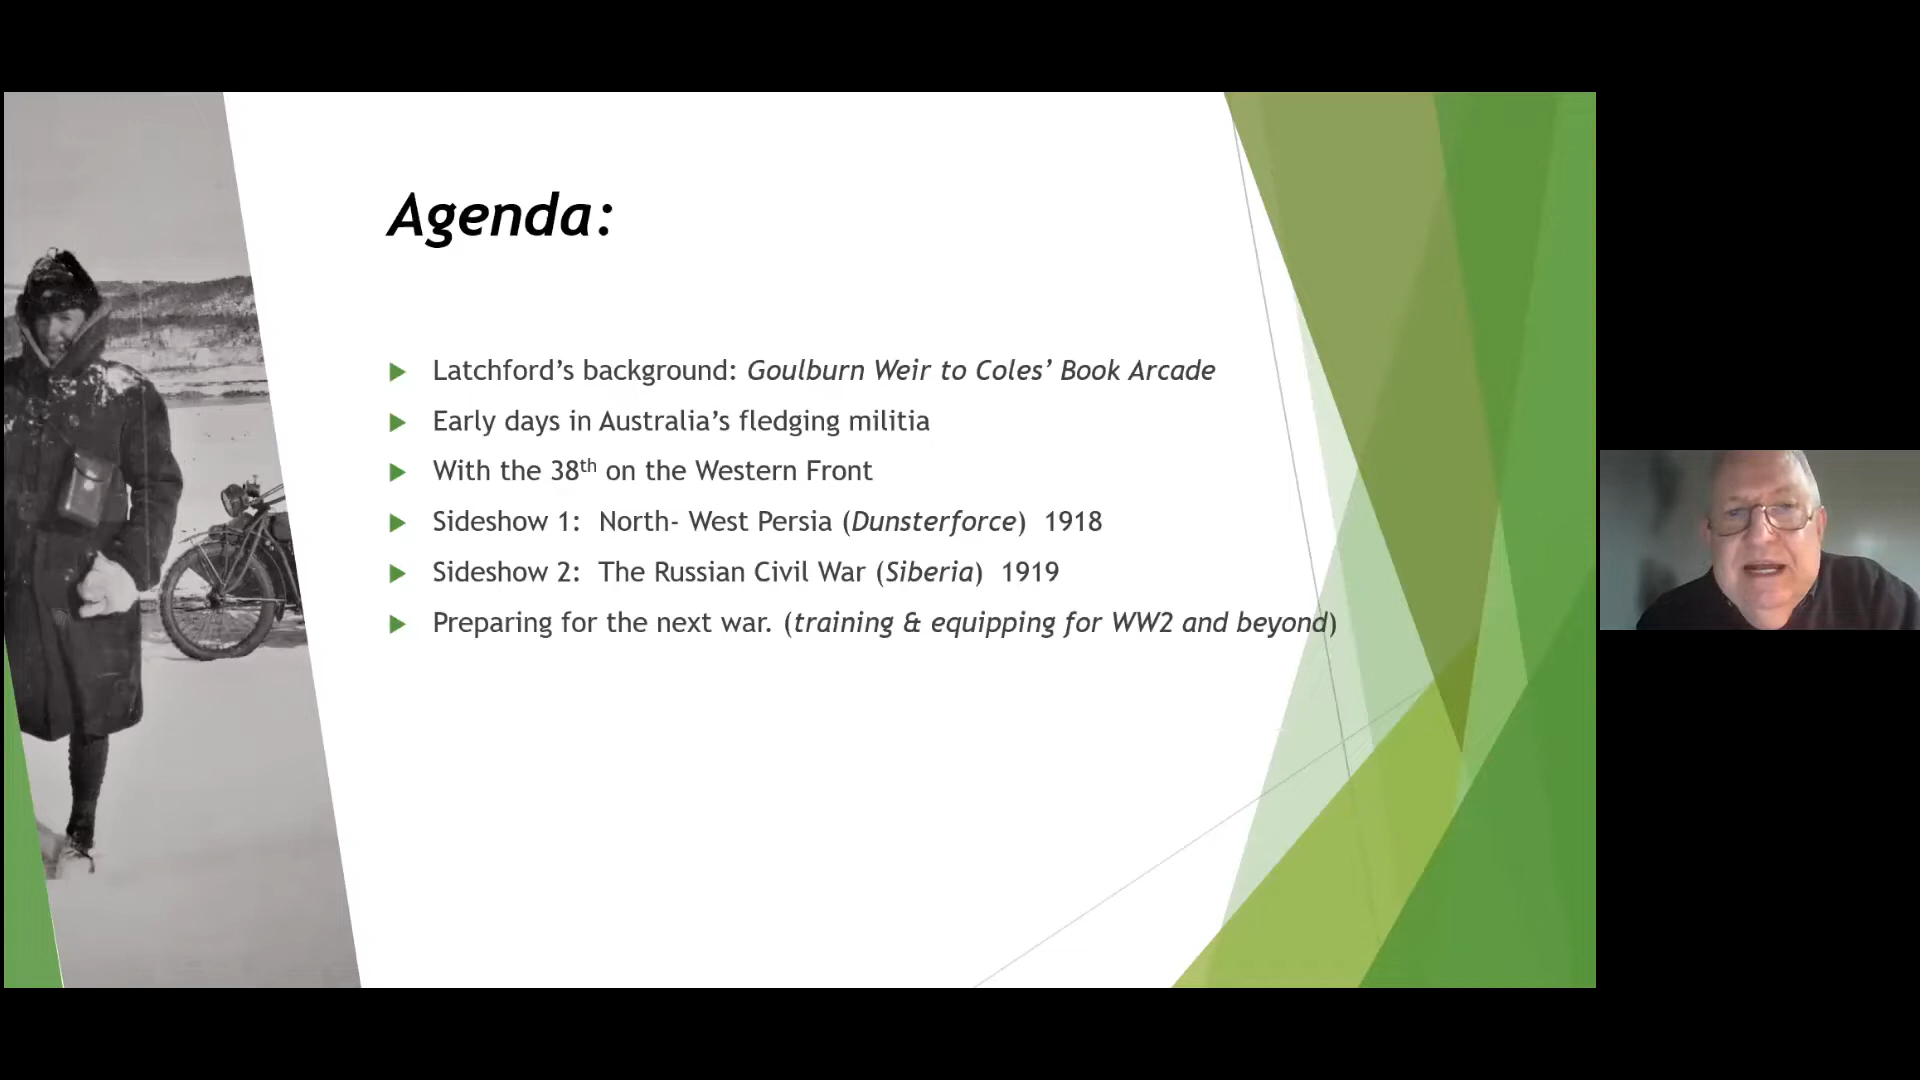 Agenda:
Latchford’s background: Goulburn Weir to Coles’ Book Arcade
Early days in Australia’s fledging militia
With the 38th on the Western Front
Sideshow 1: North- West Persia (Dunsterforce) 1918
Sideshow 2: The Russian Civil War (Siberia) 1919
Preparing for the next war. (training & equipping for WW2 and beyond)